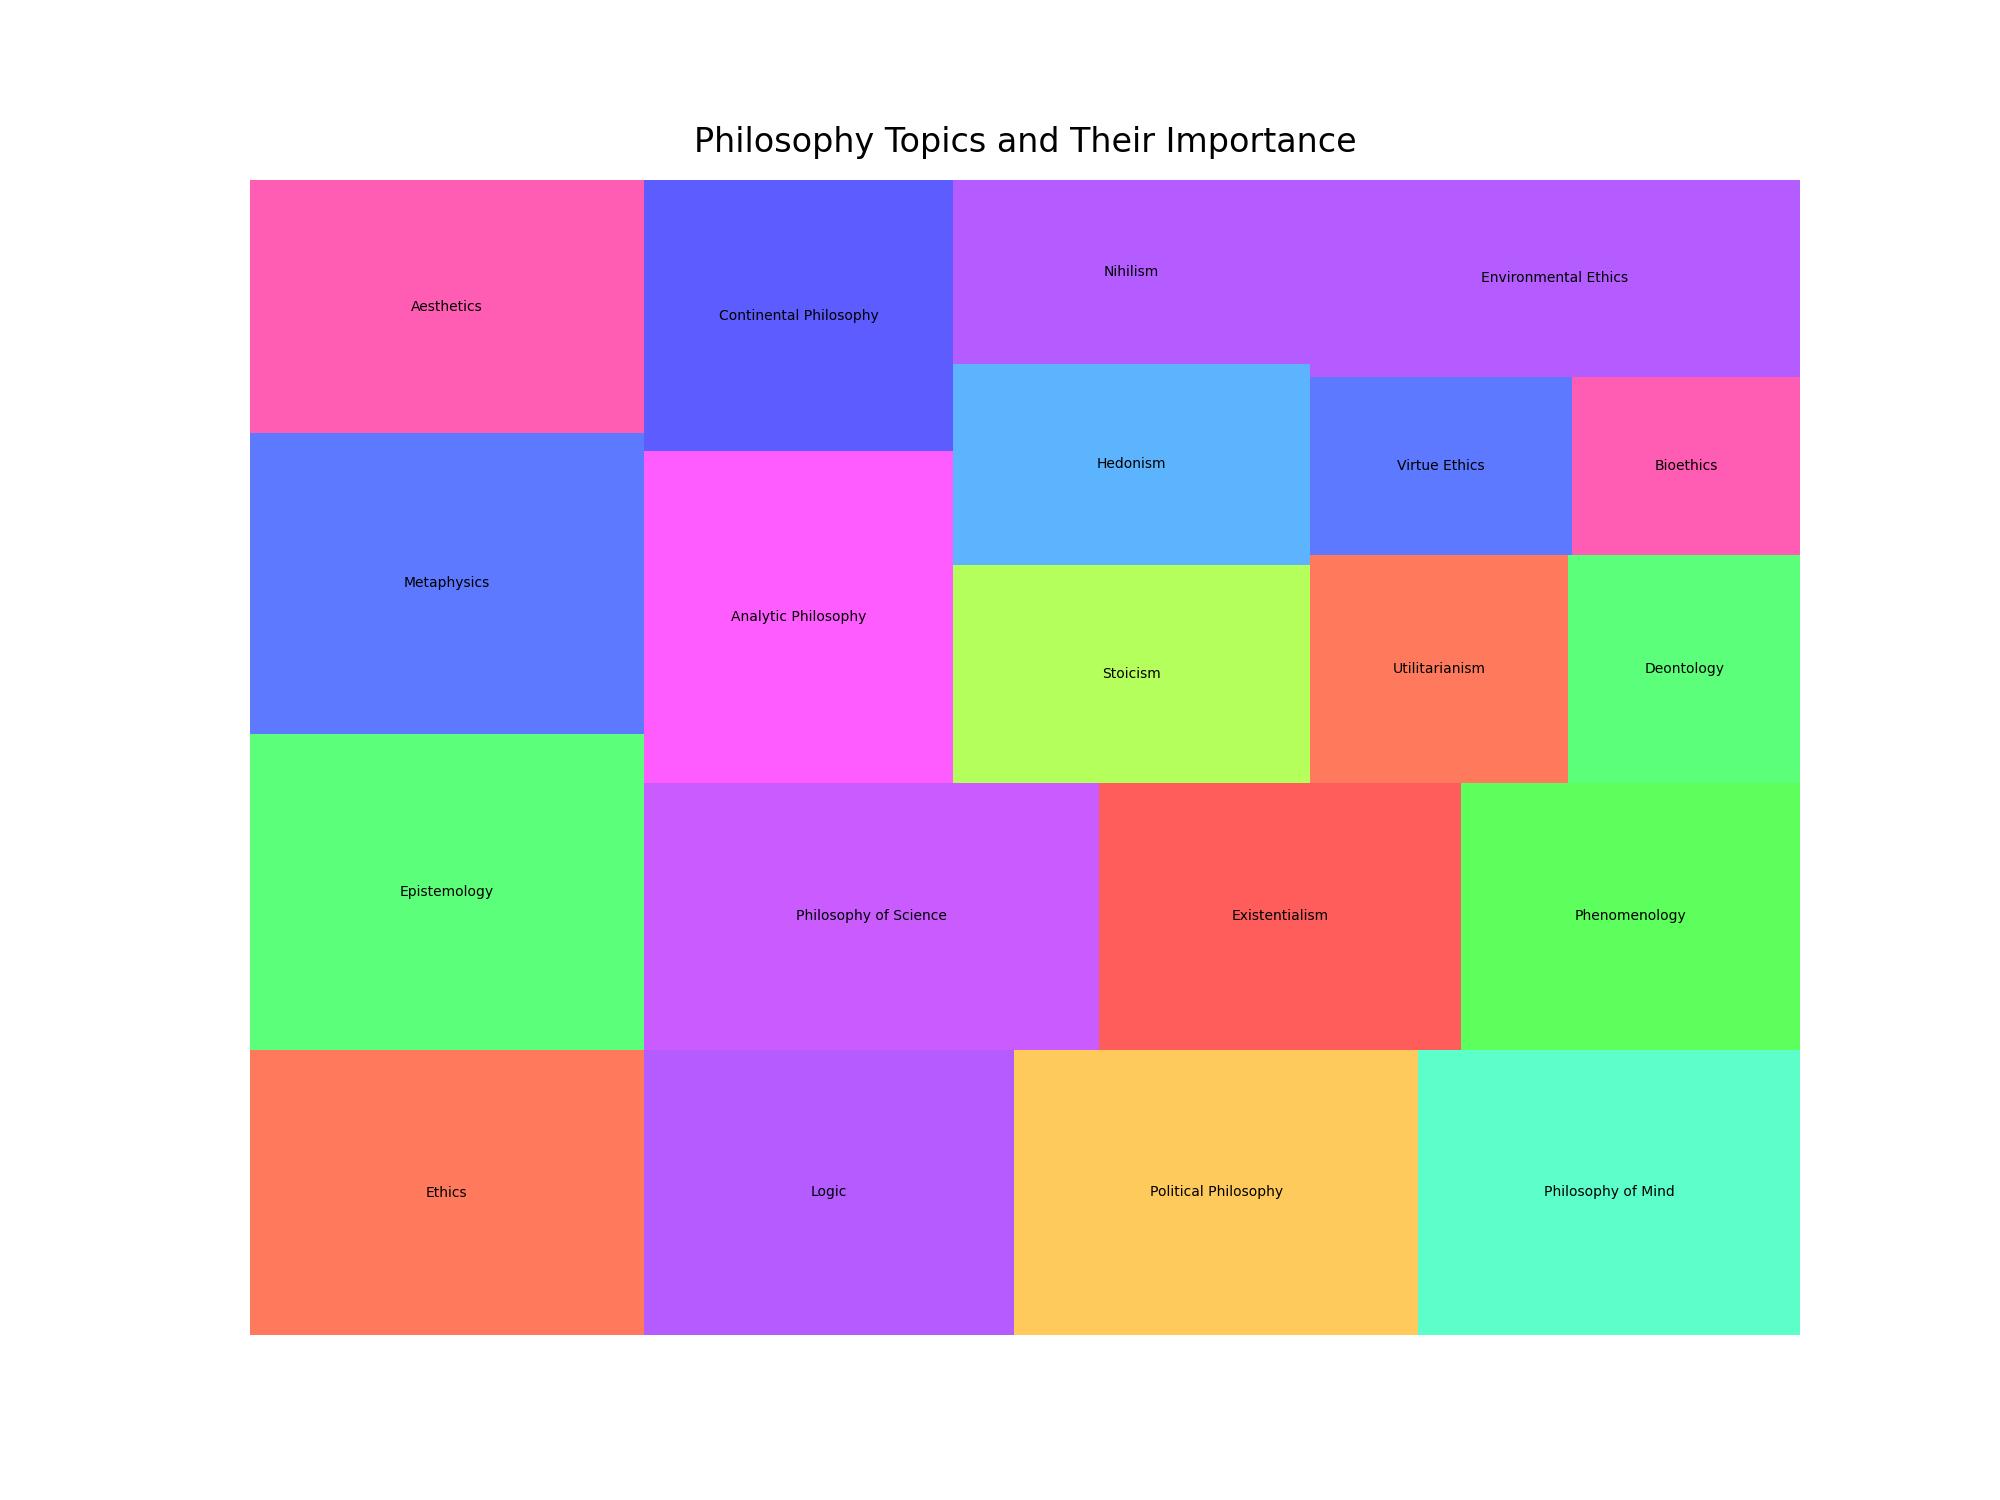 Philosophy Topics and Their Importance
Nihilism
Environmental Ethics
Aesthetics
Continental Philosophy
Hedonism
Virtue Ethics
Bioethics
Metaphysics
Analytic Philosophy
Stoicism
Utilitarianism
Deontology
Epistemology
Philosophy of Science
Existentialism
Phenomenology
Ethics
Logic
Political Philosophy
Philosophy of Mind